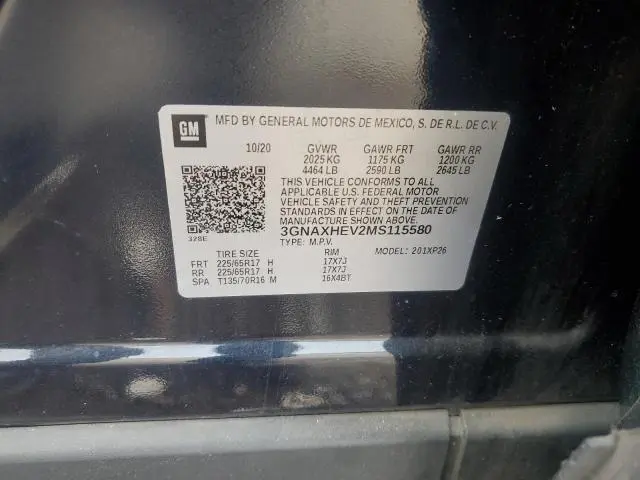 GM MFD BY GENERAL MOTORS DE MEXICO, S. DE R.L. DE C.V.
10/20 GVWR GAWR FRT GAWR RR
2025 KG 1175 KG 1200 KG
4464 LB 2590 LB 2645 LB
THIS VEHICLE CONFORMS TO ALL
APPLICABLE U.S. FEDERAL MOTOR
VEHICLE SAFETY AND THEFT PREVENTION
STANDARDS IN EFFECT ON THE DATE OF
MANUFACTURE SHOWN ABOVE.
3GNAXHEV2MS115580
328E TYPE: M.P.V.
TIRE SIZE RIM MODEL: 201XP26
FRT 225/65R17 H 17X7J
RR 225/65R17 H 17X7J
SPA T135/70R16 M 16X4BT